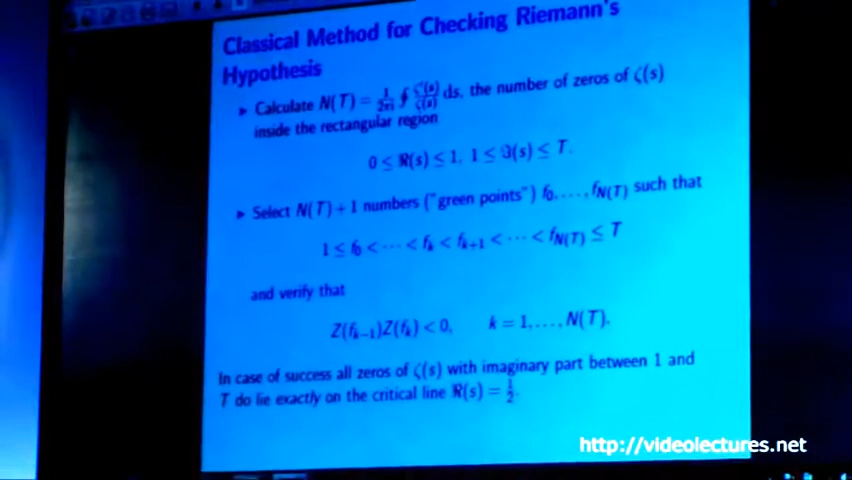 Classical Method for Checking Riemann's
Hypothesis
► Calculate N(T) = 1/2πi ∮ ζ'(s)/ζ(s) ds, the number of zeros of ζ(s)
inside the rectangular region
0 ≤ ℜ(s) ≤ 1, 1 ≤ ℑ(s) ≤ T.
► Select N(T) + 1 numbers ("green points") f₀, . . . , f_N(T) such that
1 ≤ f₀ < ··· < fₖ < fₖ₊₁ < ··· < f_N(T) ≤ T
and verify that
Z(fₖ₋₁)Z(fₖ) < 0, k = 1, . . . , N(T).
In case of success all zeros of ζ(s) with imaginary part between 1 and
T do lie exactly on the critical line ℜ(s) = 1/2.
http://videolectures.net